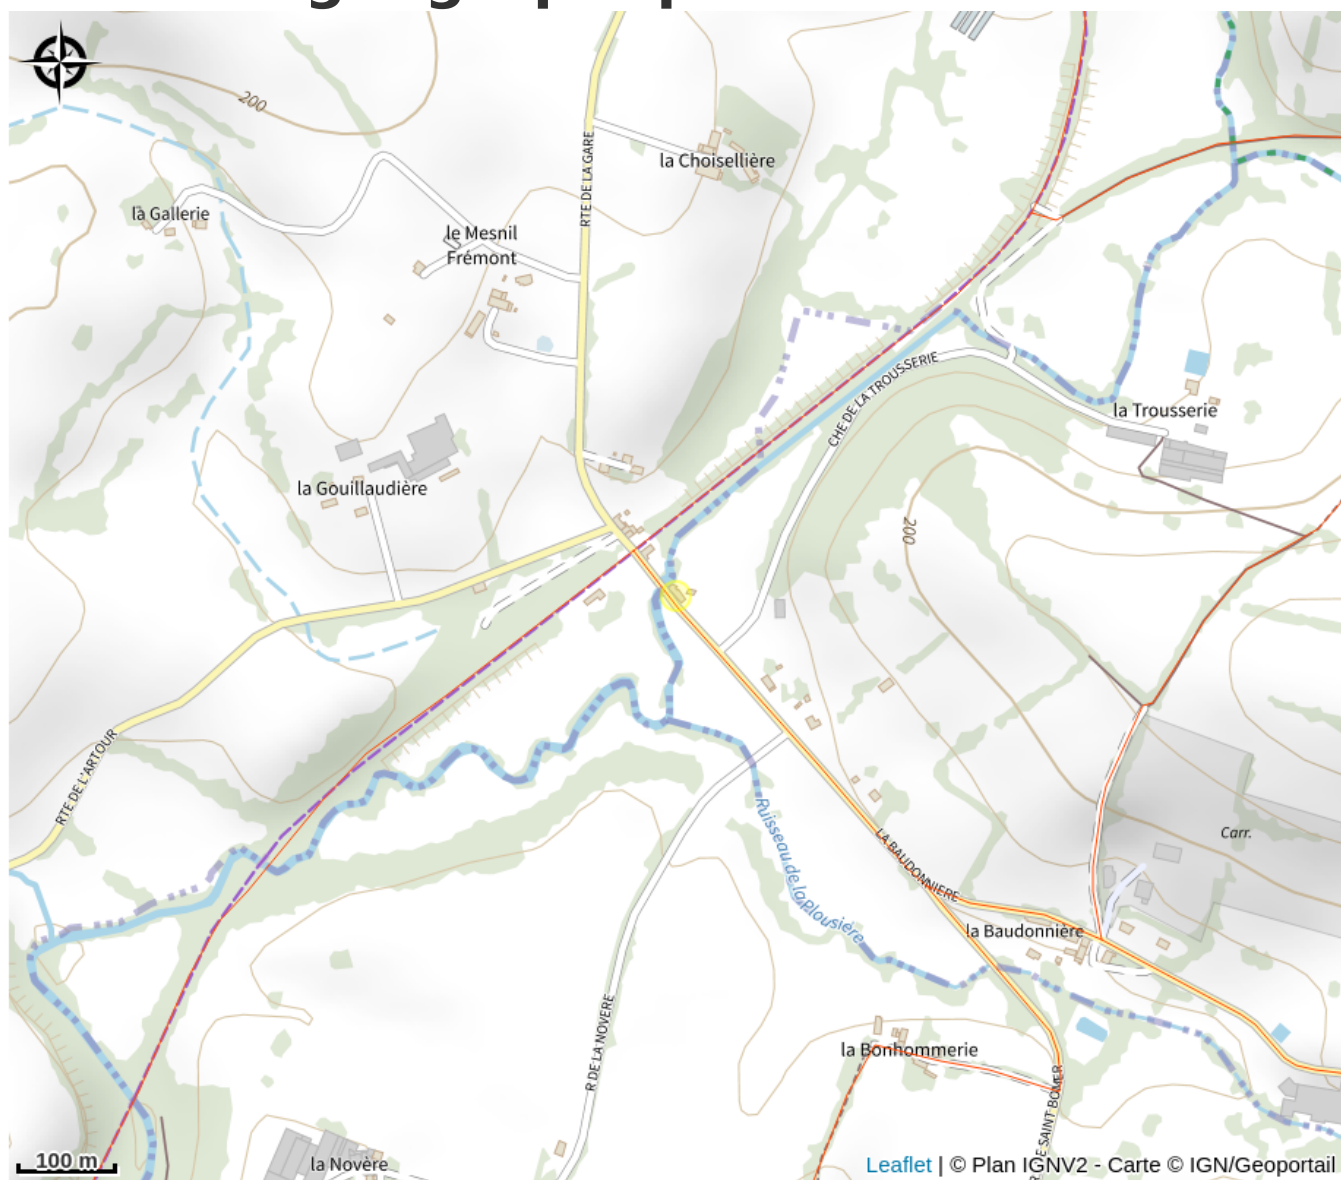 200
RTE DE LA GARE
la Choisellière
la Gallerie
le Mesnil
Frémont
CHE DE LA TROUSSERIE
la Trousserie
la Gouillaudière
200
RTE DE L'ARTOUR
Ruisseau de la Plousière
LA BAUDONNIERE
Carr.
la Baudonnière
R DE LA NOVERE
la Bonhommerie
E SAINT BOMER
la Novère
100 m
Leaflet | © Plan IGNV2 - Carte © IGN/Geoportail